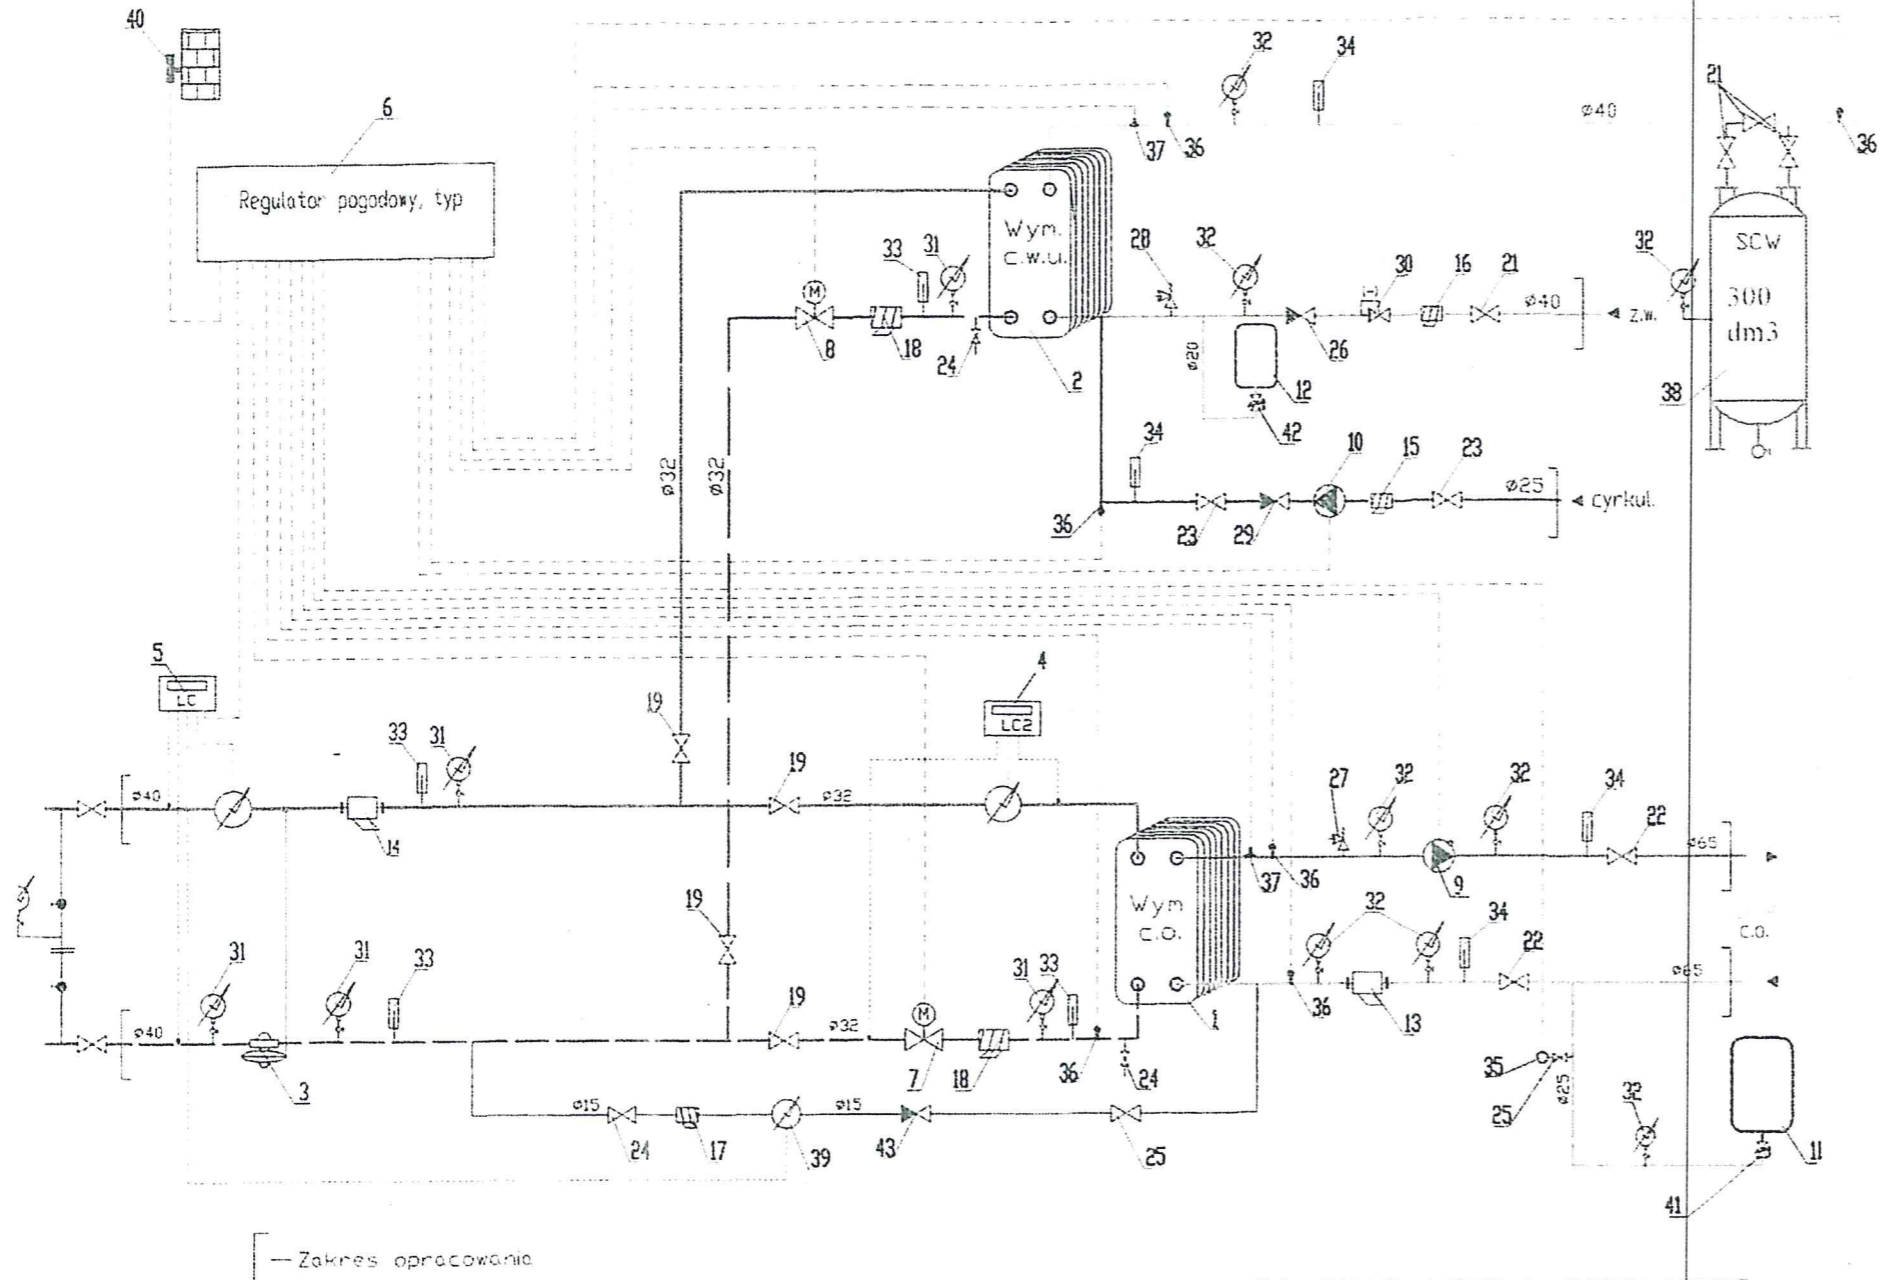 40
32
34
6
21
ø40
36
37
36
Regulator pogodowy, typ
Wym.
c.w.u.
33
31
28
32
30
16
21
32
SCW
300
dm3
M
ø40
Z.W.
8
18
24
2
26
ø20
12
38
42
34
10
15
23
ø32
ø32
ø25
cyrkul.
36
23
29
5
LC
4
LC2
19
33
31
19
27
32
32
34
22
ø40
ø32
14
ø65
37
36
9
19
Wym
C.O.
32
34
22
C.O.
31
31
33
19
31
33
ø65
1
36
13
ø40
ø32
M
3
7
18
36
24
35
25
ø25
32
11
ø15
ø15
24
17
39
43
25
41
— Zakres opracowania